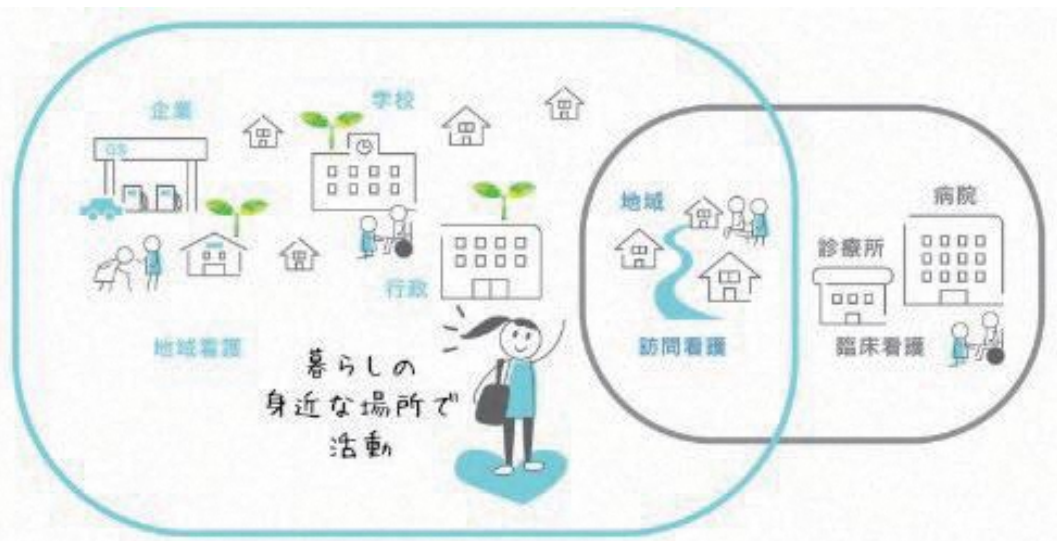 企業
学校
GS
行政
地域看護
暮らしの
身近な場所で
活動
地域
訪問看護
病院
診療所
臨床看護